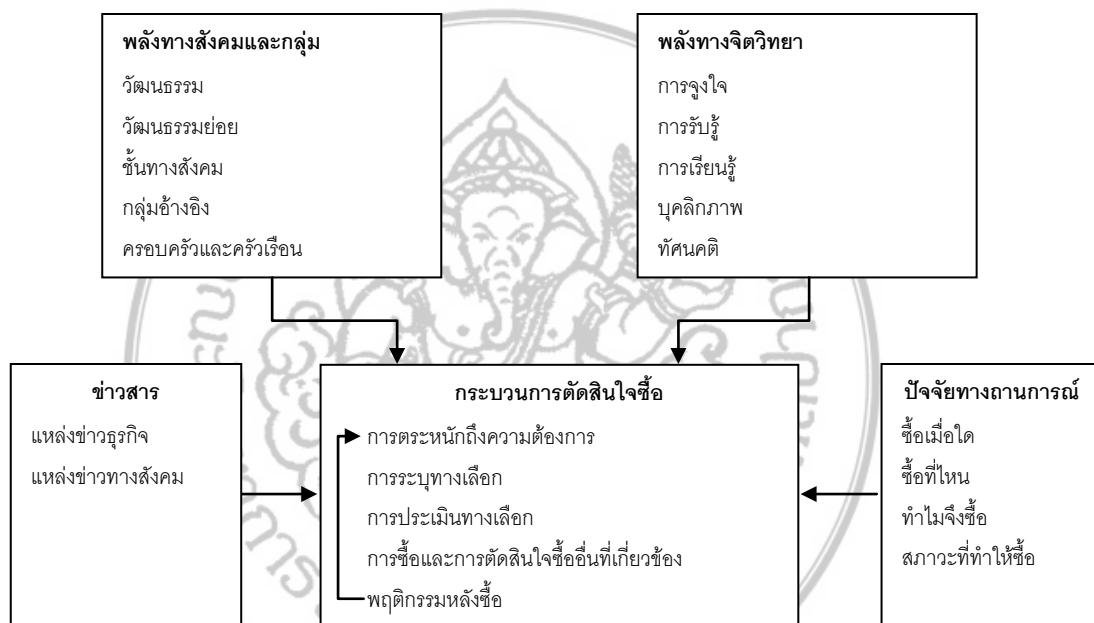 พลังทางสังคมและกลุ่ม
วัฒนธรรม
วัฒนธรรมย่อย
ชั้นทางสังคม
กลุ่มอ้างอิง
ครอบครัวและครัวเรือน
พลังทางจิตวิทยา
การจูงใจ
การรับรู้
การเรียนรู้
บุคลิกภาพ
ทัศนคติ
ข่าวสาร
แหล่งข่าวธุรกิจ
แหล่งข่าวทางสังคม
กระบวนการตัดสินใจซื้อ
การตระหนักถึงความต้องการ
การระบุทางเลือก
การประเมินทางเลือก
การซื้อและการตัดสินใจซื้ออื่นที่เกี่ยวข้อง
พฤติกรรมหลังซื้อ
ปัจจัยทางถานการณ์
ซื้อเมื่อใด
ซื้อที่ไหน
ทำไมจึงซื้อ
สภาวะที่ทำให้ซื้อ